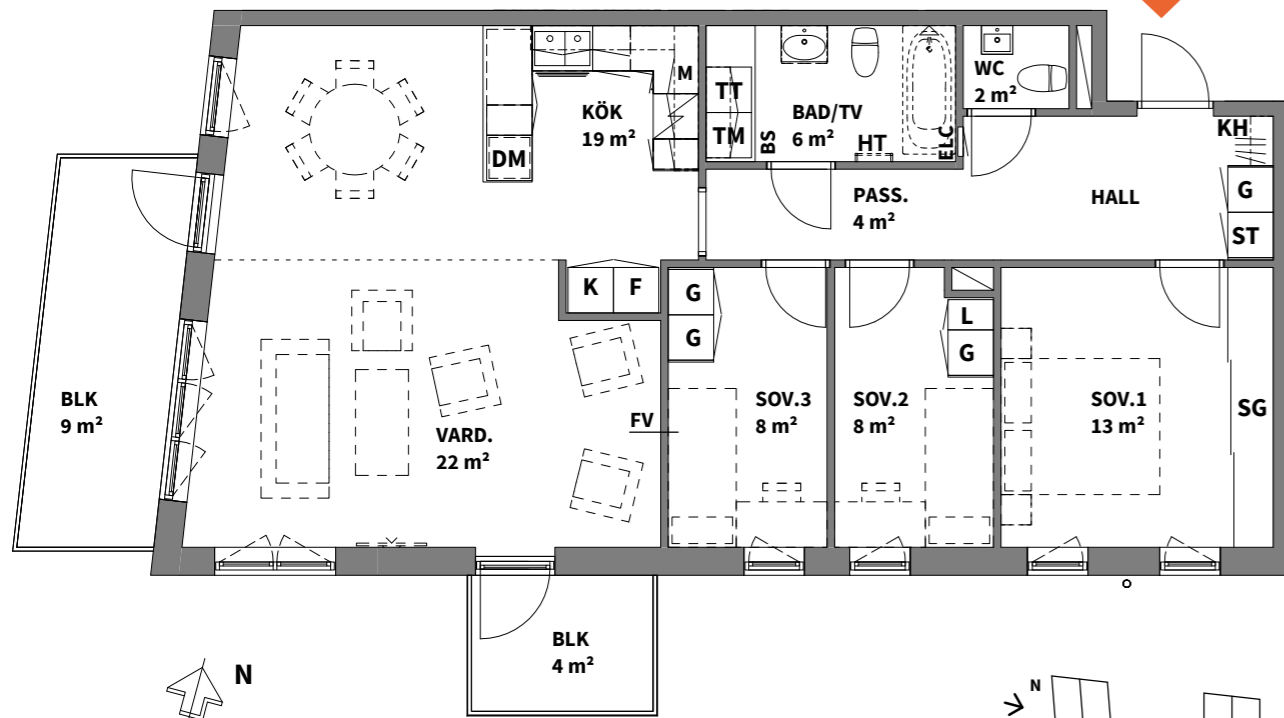 KÖK
19 m²
M
DM
TT
TM
BS
BAD/TV
6 m²
HT
ELC
WC
2 m²
KH
G
ST
HALL
PASS.
4 m²
K
F
G
G
L
G
BLK
9 m²
VARD.
22 m²
FV
SOV.3
8 m²
SOV.2
8 m²
SOV.1
13 m²
SG
BLK
4 m²
N
N